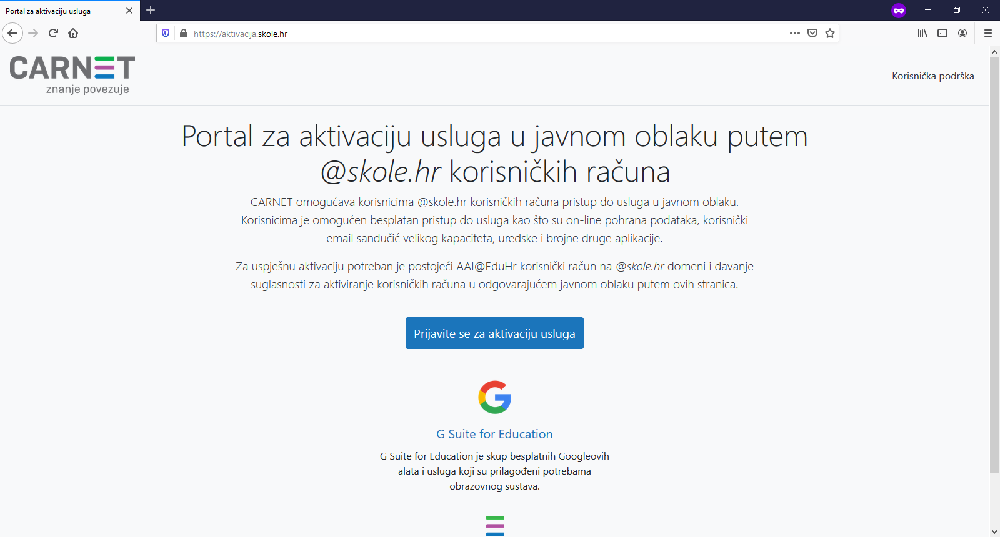 Portal za aktivaciju usluga
https://aktivacija.skole.hr
CARNET
znanje povezuje
Korisnička podrška
Portal za aktivaciju usluga u javnom oblaku putem
@skole.hr korisničkih računa
CARNET omogućava korisnicima @skole.hr korisničkih računa pristup do usluga u javnom oblaku.
Korisnicima je omogućen besplatan pristup do usluga kao što su on-line pohrana podataka, korisnički
email sandučić velikog kapaciteta, uredske i brojne druge aplikacije.
Za uspješnu aktivaciju potreban je postojeći AAI@EduHr korisnički račun na @skole.hr domeni i davanje
suglasnosti za aktiviranje korisničkih računa u odgovarajućem javnom oblaku putem ovih stranica.
Prijavite se za aktivaciju usluga
G Suite for Education
G Suite for Education je skup besplatnih Googleovih
alata i usluga koji su prilagođeni potrebama
obrazovnog sustava.